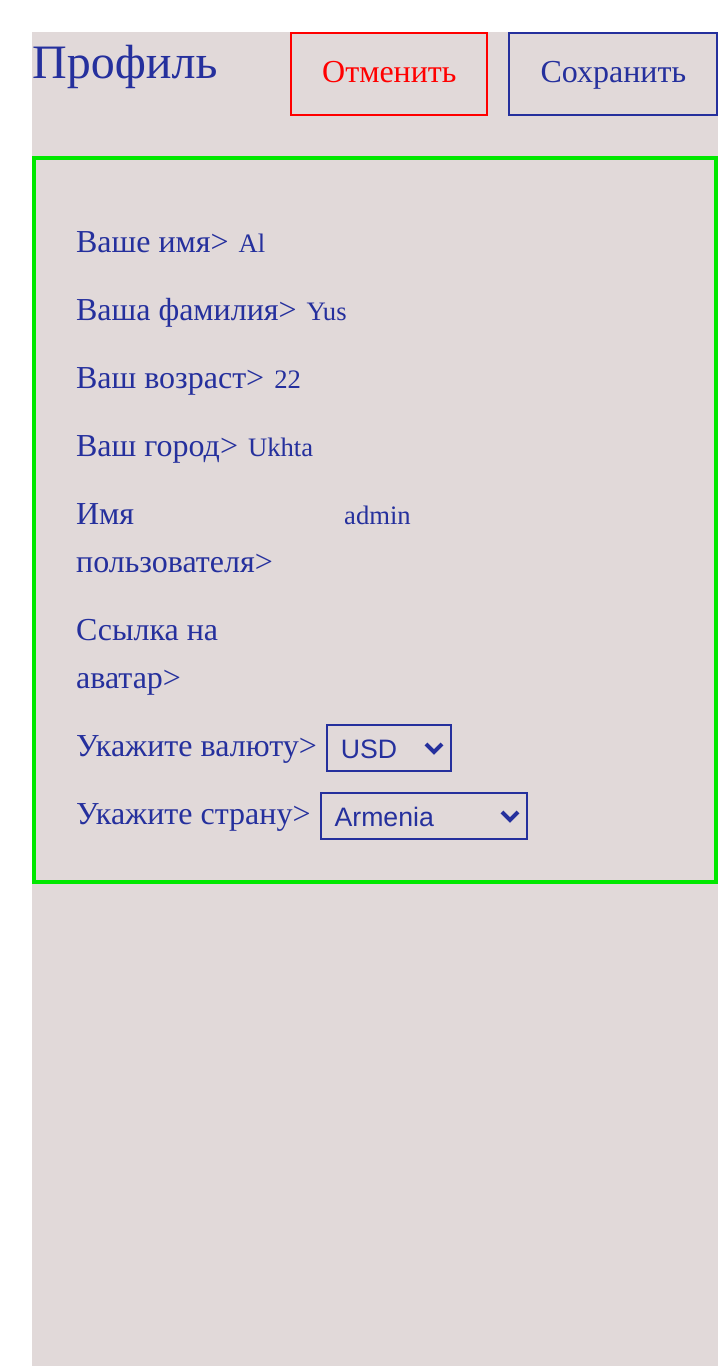 Профиль Отменить Сохранить
Ваше имя> Al
Ваша фамилия> Yus
Ваш возраст> 22
Ваш город> Ukhta
Имя admin
пользователя>
Ссылка на
аватар>
Укажите валюту> USD
Укажите страну> Armenia